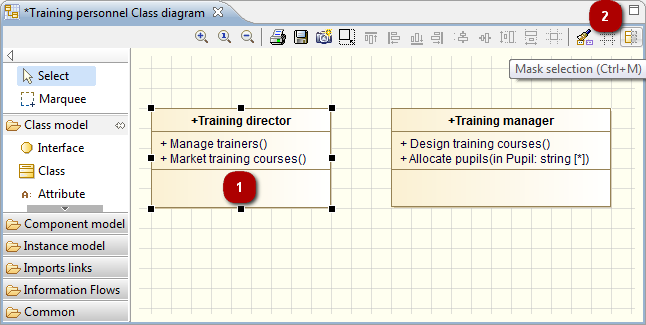 *Training personnel Class diagram
2
Mask selection (Ctrl+M)
Select
Marquee
Class model
Interface
Class
Attribute
Component model
Instance model
Imports links
Information Flows
Common
+Training director
+ Manage trainers()
+ Market training courses()
1
+Training manager
+ Design training courses()
+ Allocate pupils(in Pupil: string [*])